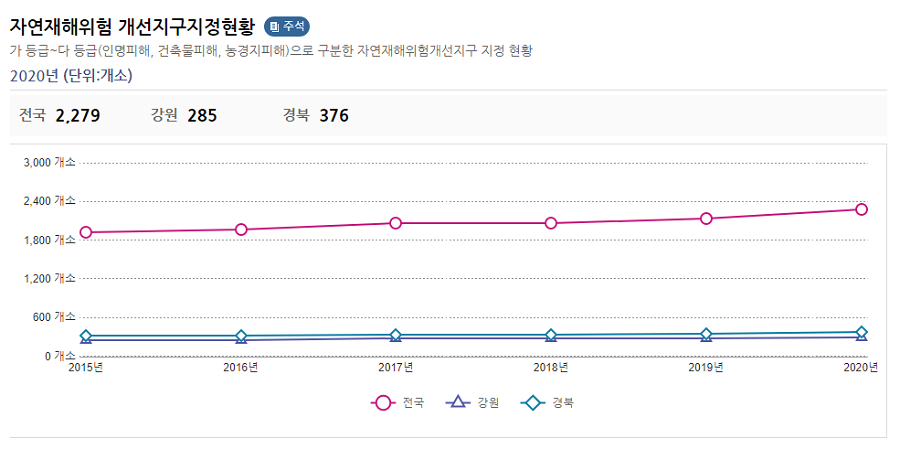 자연재해위험 개선지구지정현황 주석
가 등급~다 등급(인명피해, 건축물피해, 농경지피해)으로 구분한 자연재해위험개선지구 지정 현황
2020년 (단위:개소)
전국 2,279 강원 285 경북 376
3,000 개소
2,400 개소
1,800 개소
1,200 개소
600 개소
0 개소
2015년 2016년 2017년 2018년 2019년 2020년
전국 강원 경북